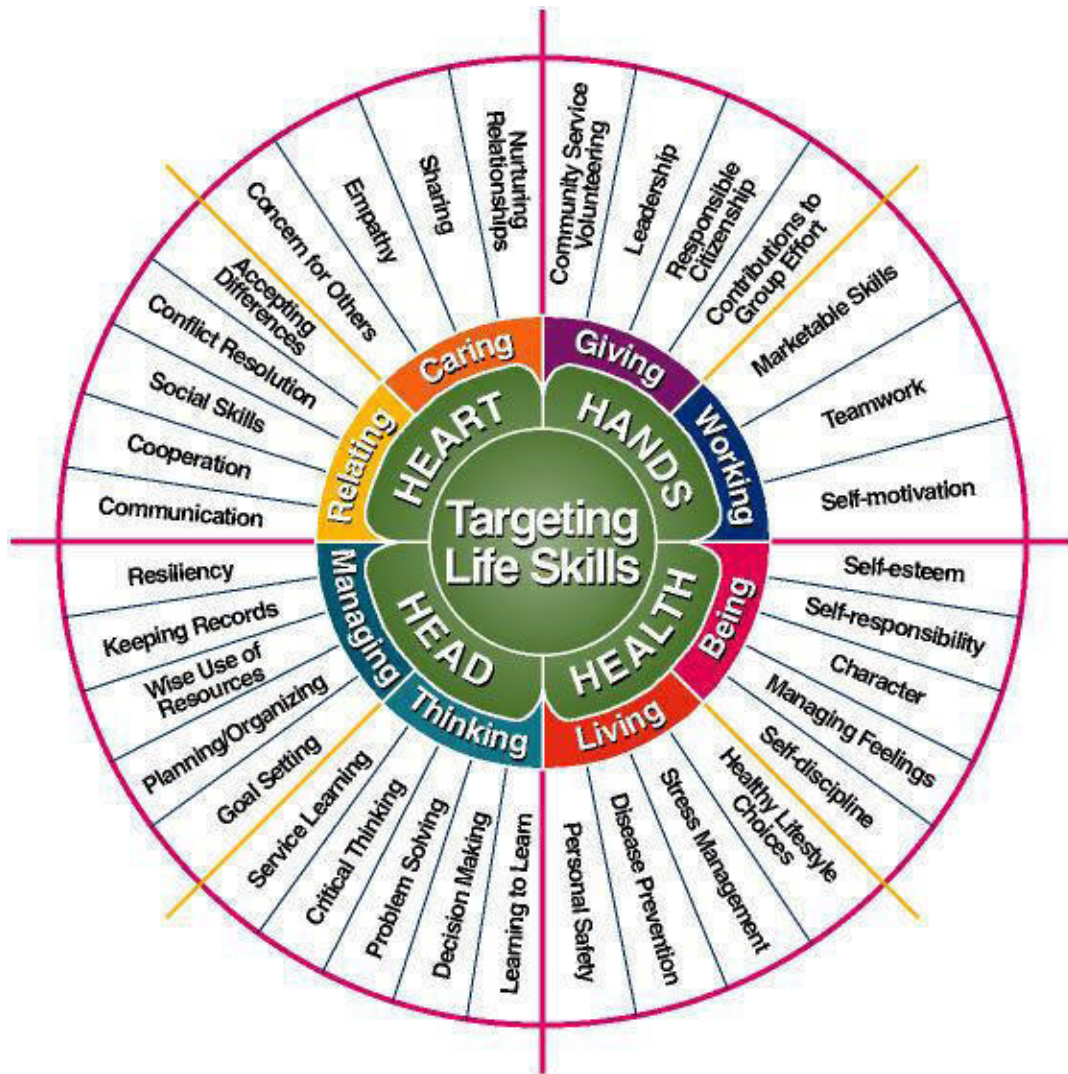 Nurturing
Relationships
Sharing
Empathy
Concern for Others
Accepting
Differences
Conflict Resolution
Social Skills
Cooperation
Communication
Community Service
Volunteering
Leadership
Responsible
Citizenship
Contributions to
Group Effort
Marketable Skills
Teamwork
Self-motivation
Caring
Giving
Relating
Working
HEART
HANDS
Targeting
Life Skills
HEAD
HEALTH
Managing
Being
Thinking
Living
Resiliency
Keeping Records
Wise Use of
Resources
Planning/Organizing
Goal Setting
Service Learning
Critical Thinking
Problem Solving
Decision Making
Learning to Learn
Self-esteem
Self-responsibility
Character
Managing Feelings
Self-discipline
Healthy Lifestyle
Choices
Stress Management
Disease Prevention
Personal Safety